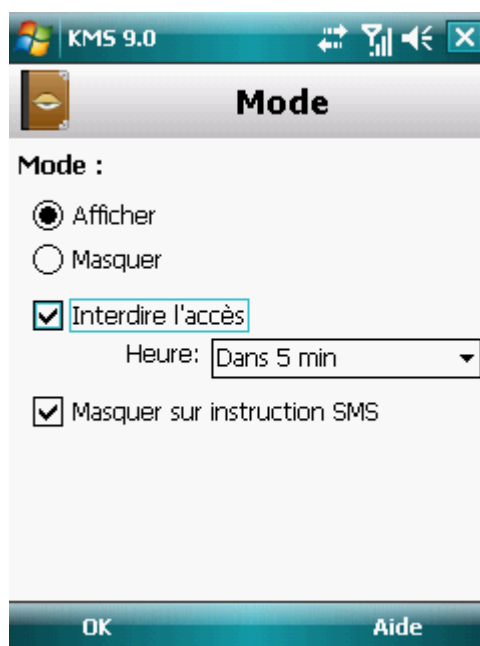 KMS 9.0
Mode
Mode :
Afficher
Masquer
Interdire l'accès
Heure: Dans 5 min
Masquer sur instruction SMS
OK Aide